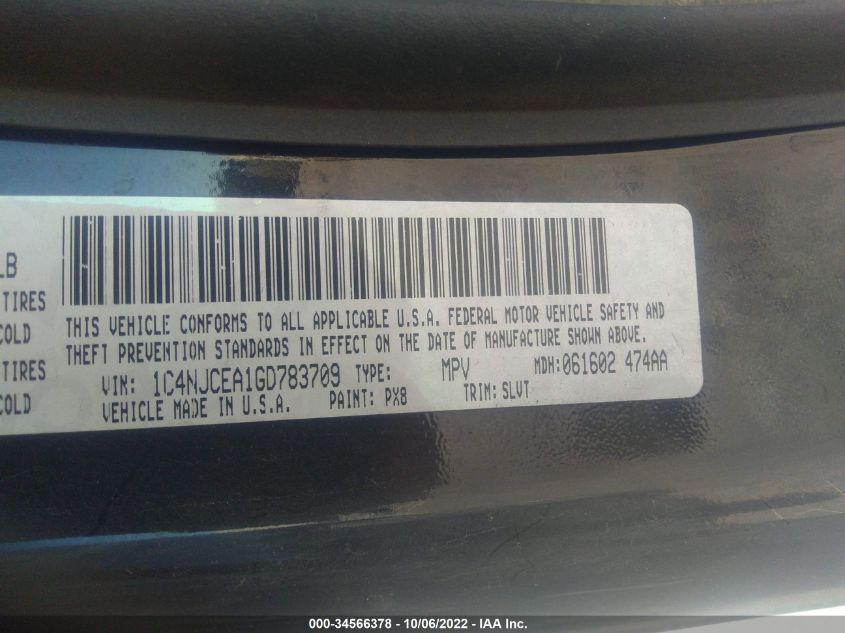 LB
TIRES
COLD
TIRES
COLD
THIS VEHICLE CONFORMS TO ALL APPLICABLE U.S.A. FEDERAL MOTOR VEHICLE SAFETY AND
THEFT PREVENTION STANDARDS IN EFFECT ON THE DATE OF MANUFACTURE SHOWN ABOVE.
VIN: 1C4NJCEA1GD783709 TYPE: MPV MDH:061602 474AA
VEHICLE MADE IN U.S.A. PAINT: PX8 TRIM: SLVT
000-34566378 - 10/06/2022 - IAA Inc.